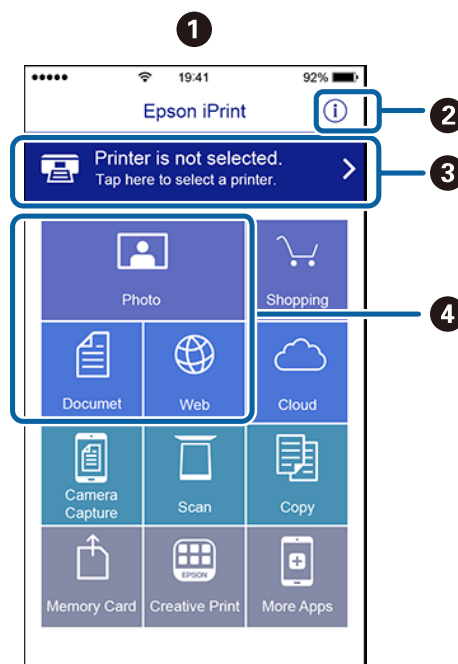 1
19:41 92%
Epson iPrint i 2
Printer is not selected.
Tap here to select a printer.
3
Photo Shopping
4
Documet Web Cloud
Camera
Capture Scan Copy
EPSON
Memory Card Creative Print More Apps